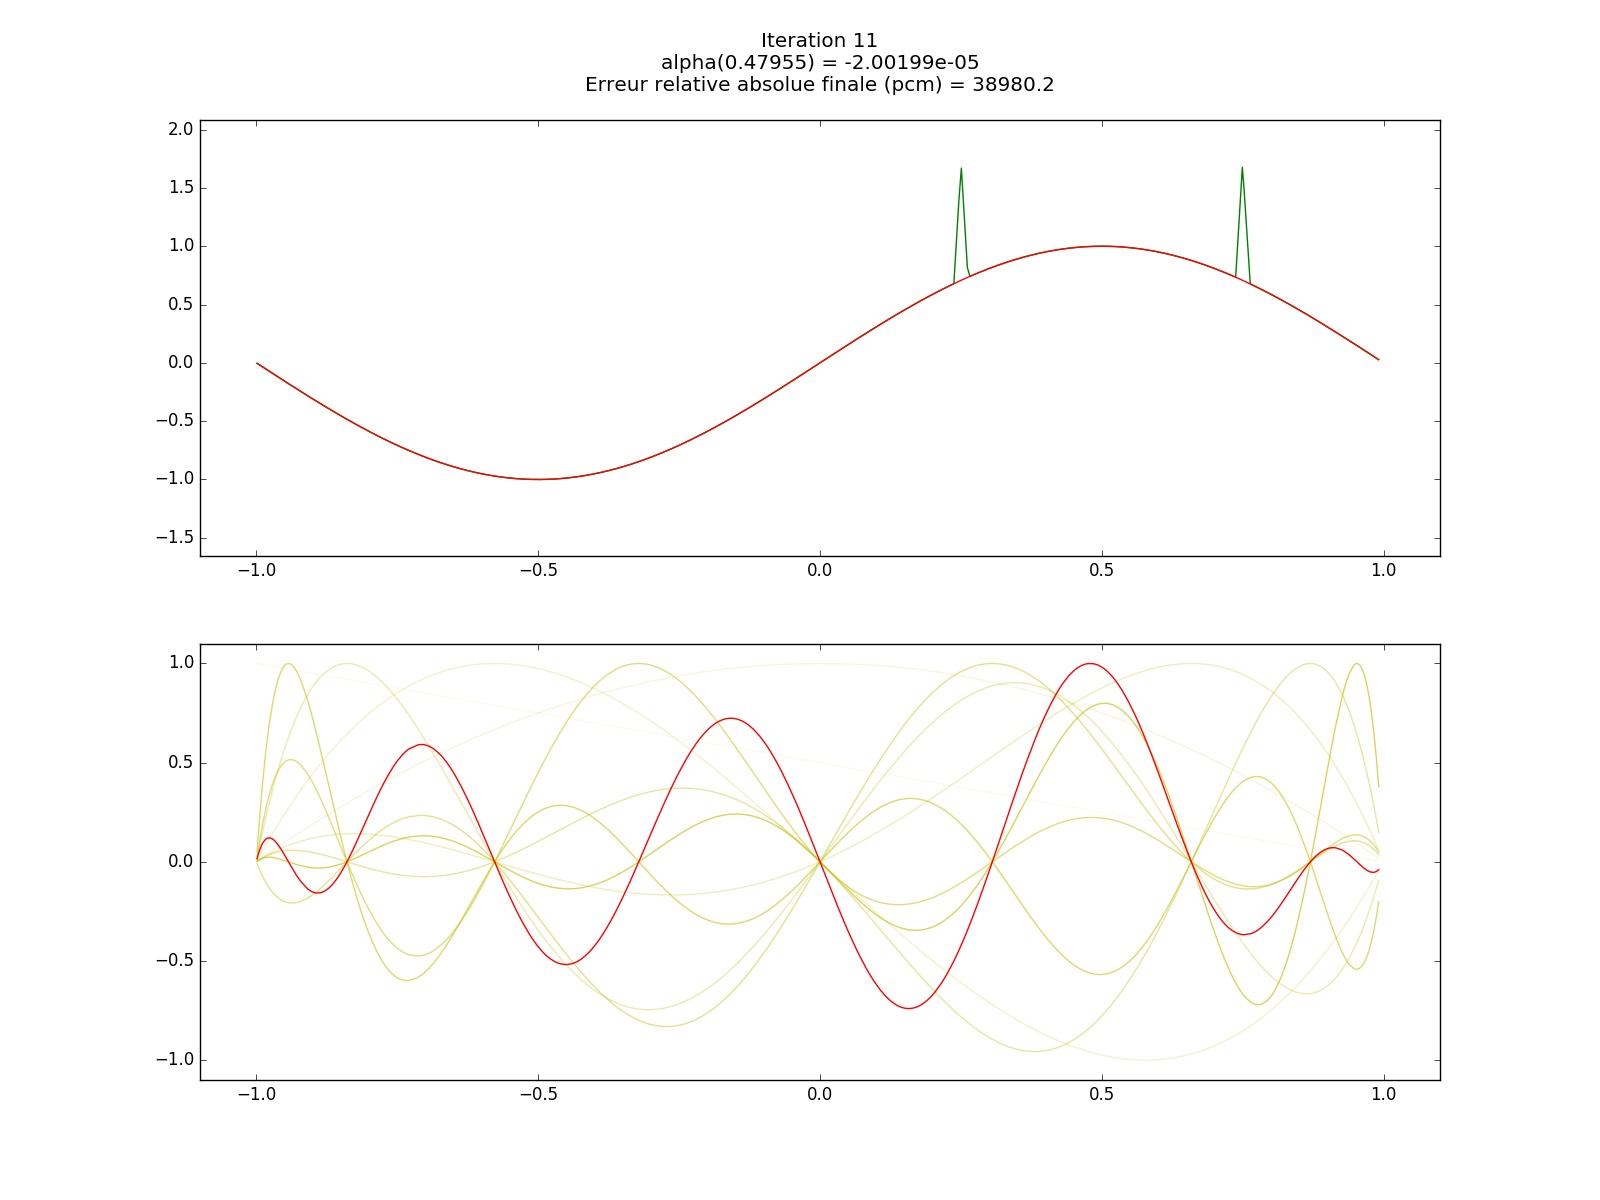 Iteration 11
alpha(0.47955) = -2.00199e-05
Erreur relative absolue finale (pcm) = 38980.2
2.0
1.5
1.0
0.5
0.0
−0.5
−1.0
−1.5
−1.0 −0.5 0.0 0.5 1.0
1.0
0.5
0.0
−0.5
−1.0
−1.0 −0.5 0.0 0.5 1.0